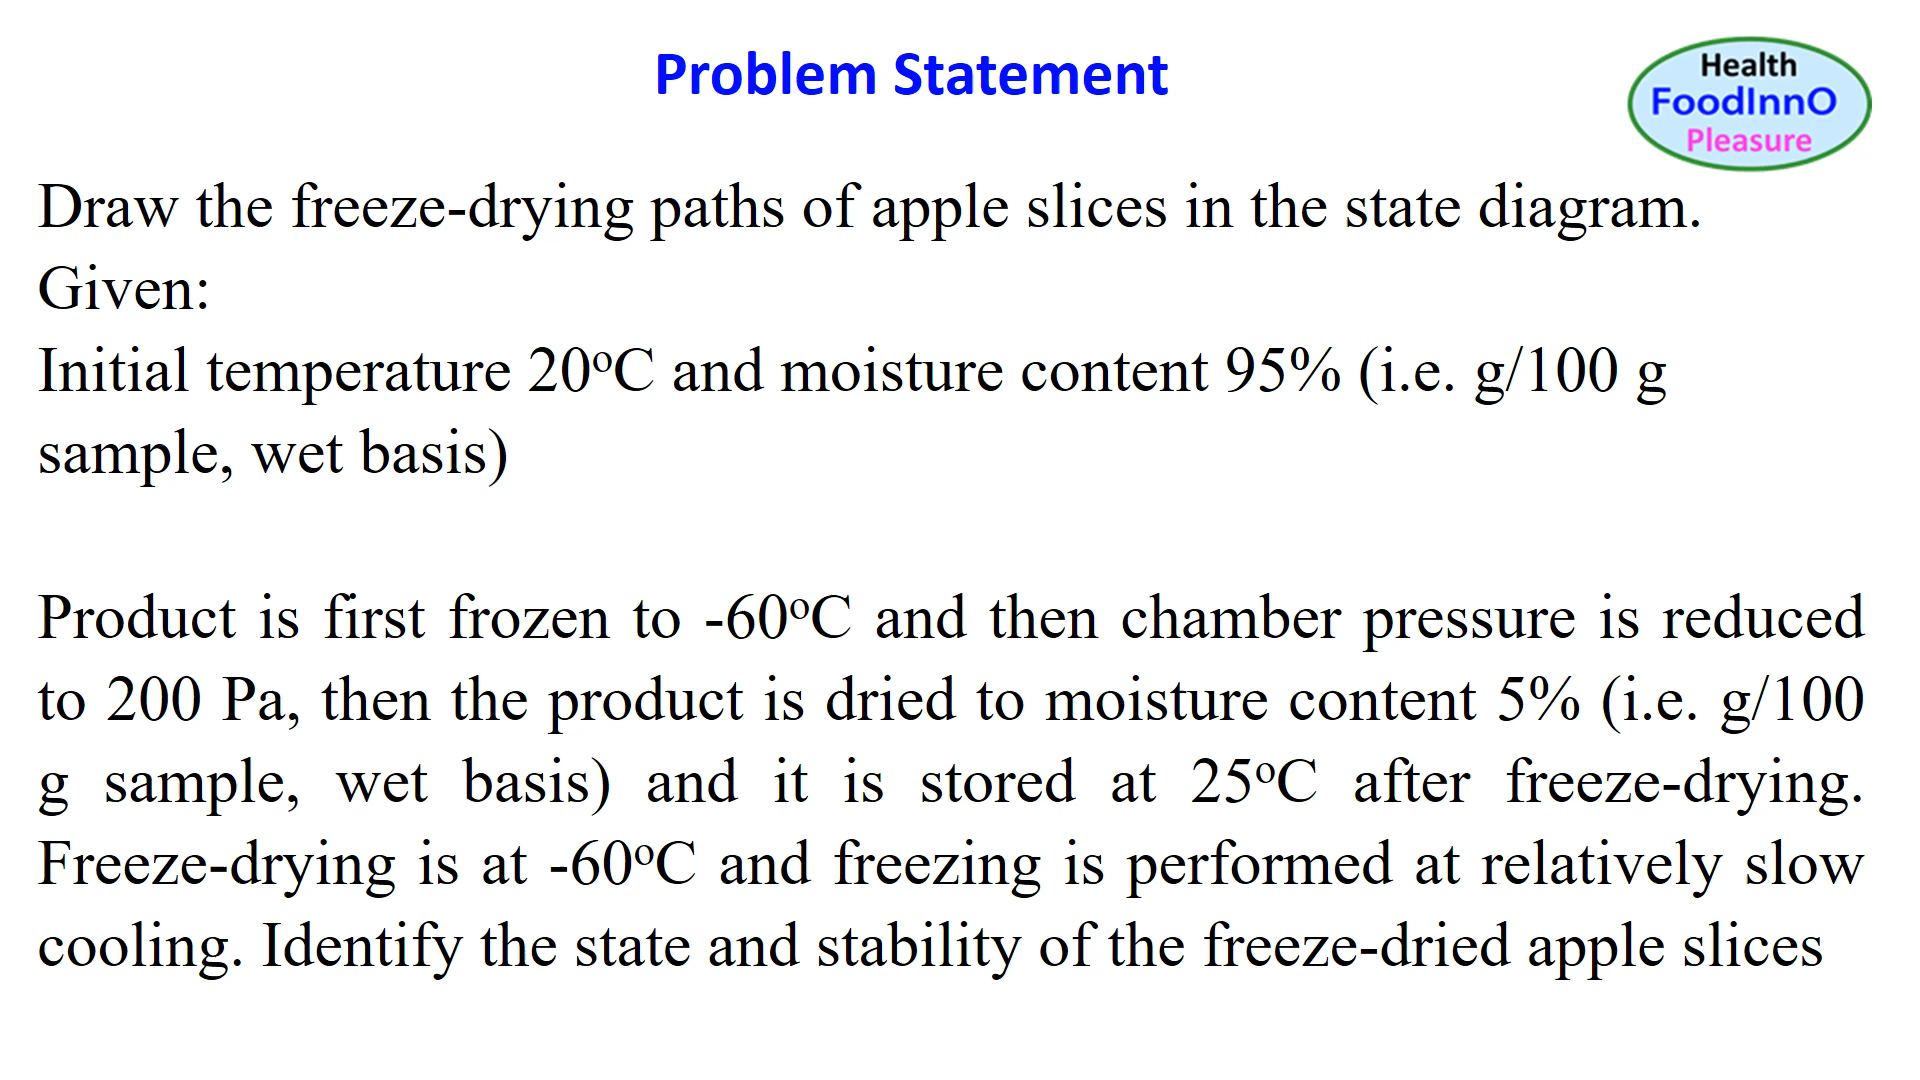 Problem Statement
Health
FoodInnO
Pleasure
Draw the freeze-drying paths of apple slices in the state diagram.
Given:
Initial temperature 20ºC and moisture content 95% (i.e. g/100 g
sample, wet basis)
Product is first frozen to -60ºC and then chamber pressure is reduced
to 200 Pa, then the product is dried to moisture content 5% (i.e. g/100
g sample, wet basis) and it is stored at 25ºC after freeze-drying.
Freeze-drying is at -60ºC and freezing is performed at relatively slow
cooling. Identify the state and stability of the freeze-dried apple slices